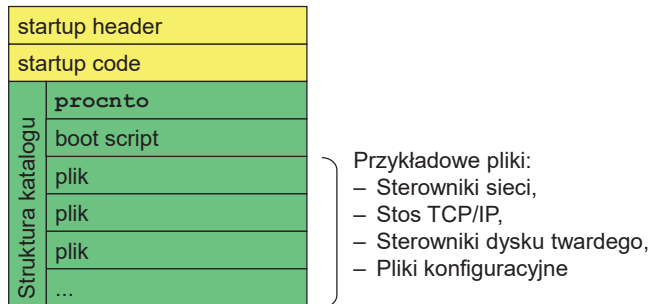 startup header
startup code
Struktura katalogu
procnto
boot script
plik
plik
plik
...
Przykładowe pliki:
– Sterowniki sieci,
– Stos TCP/IP,
– Sterowniki dysku twardego,
– Pliki konfiguracyjne